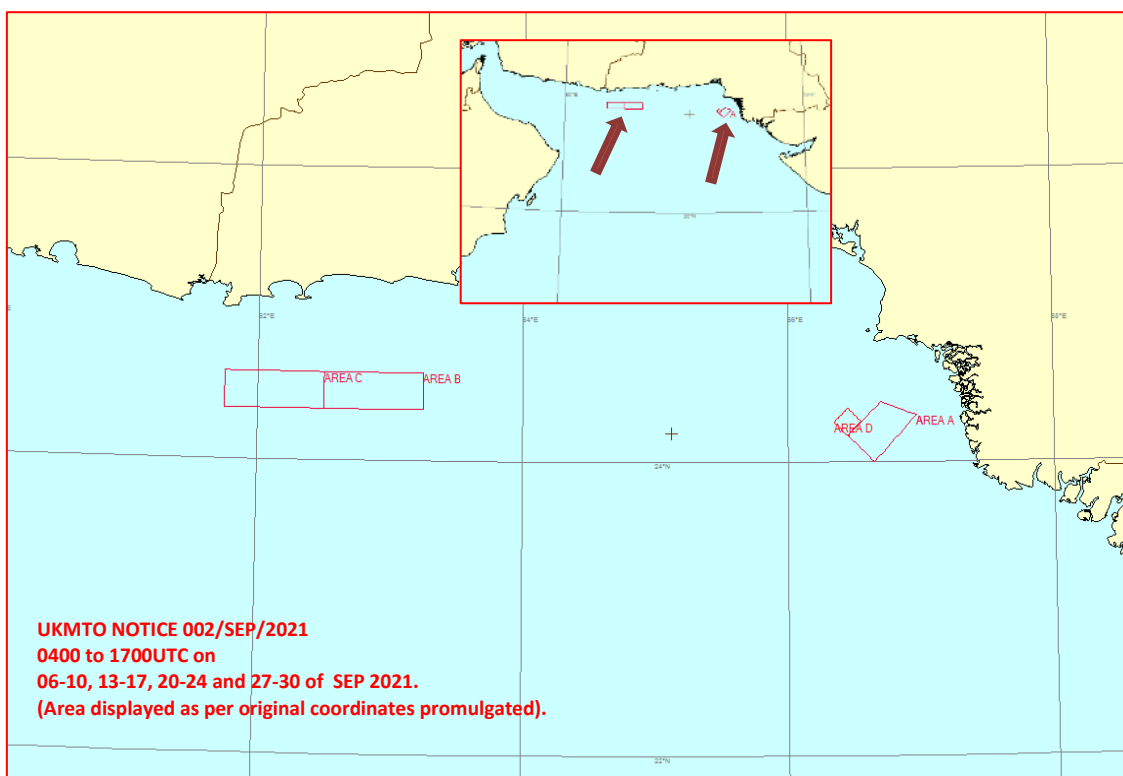 60°E
20°N
A
62°E
64°E
66°E
68°E
AREA C
AREA B
AREA D
AREA A
24°N
UKMTO NOTICE 002/SEP/2021
0400 to 1700UTC on
06-10, 13-17, 20-24 and 27-30 of SEP 2021.
(Area displayed as per original coordinates promulgated).
22°N